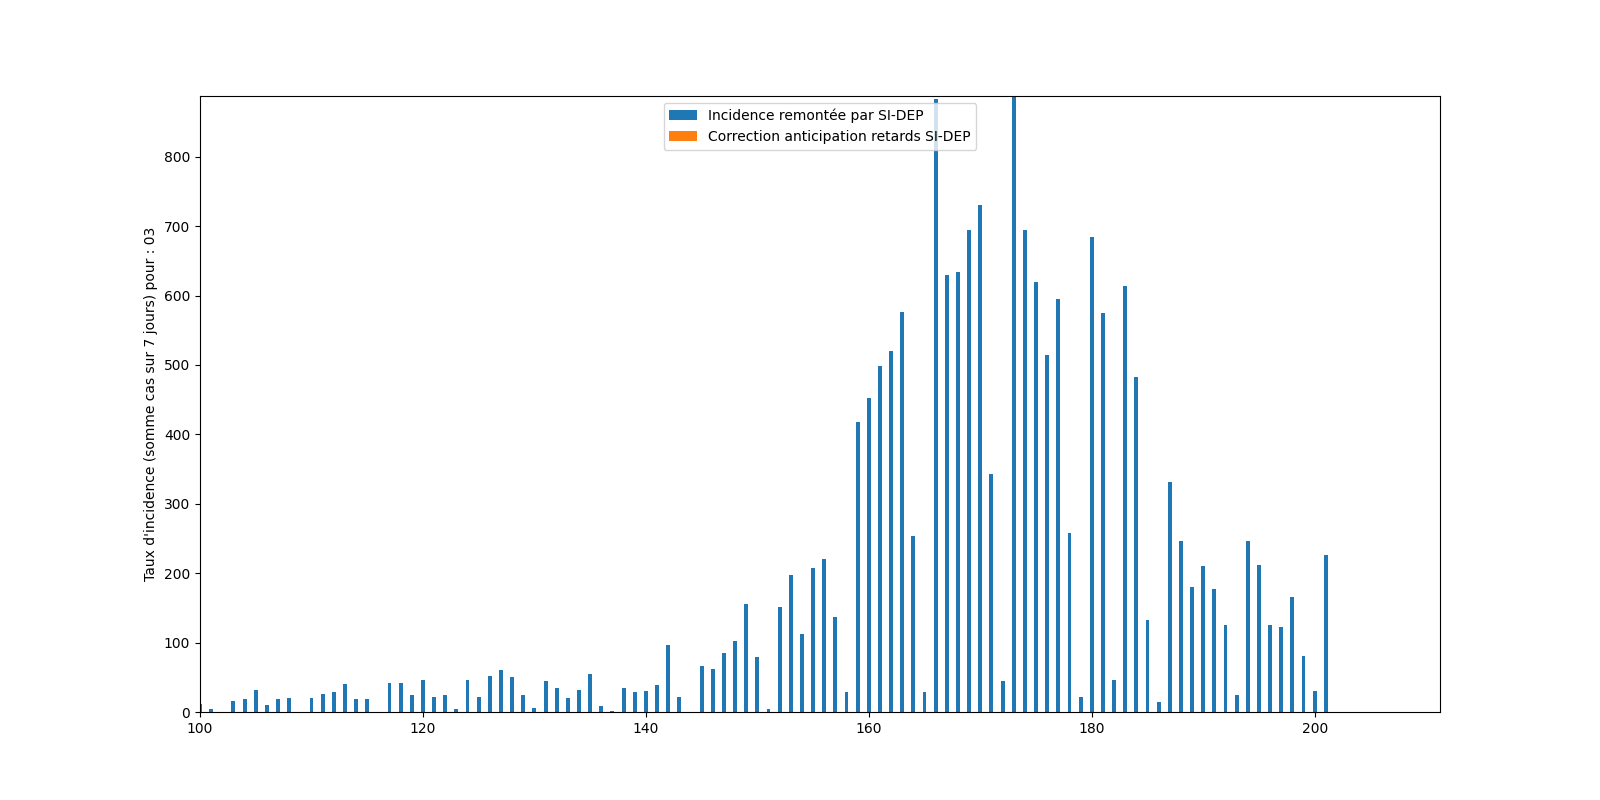 Incidence remontée par SI-DEP
Correction anticipation retards SI-DEP
Taux d'incidence (somme cas sur 7 jours) pour : 03
800
700
600
500
400
300
200
100
0
100 120 140 160 180 200